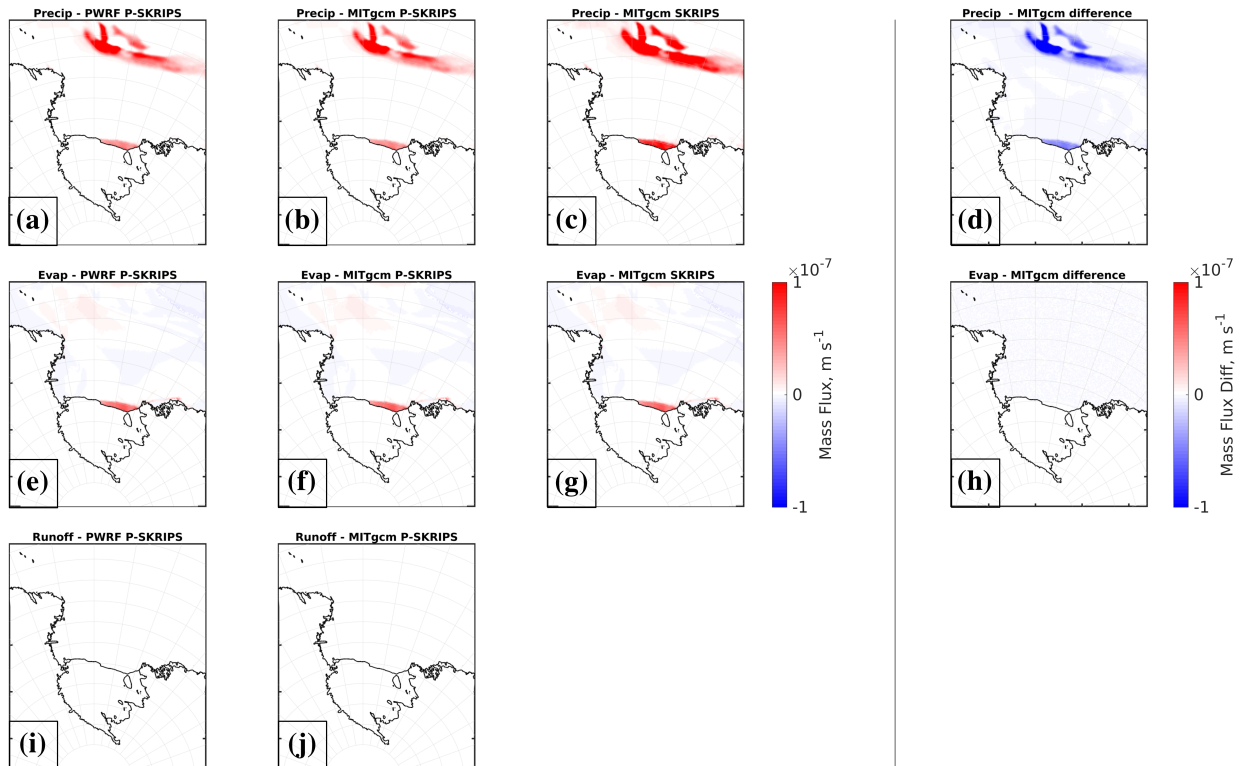 Precip - PWRF P-SKRIPS
Precip - MITgcm P-SKRIPS
Precip - MITgcm SKRIPS
Precip - MITgcm difference
(a)
(b)
(c)
(d)
Evap - PWRF P-SKRIPS
Evap - MITgcm P-SKRIPS
Evap - MITgcm SKRIPS
×10-7
1
0
-1
Mass Flux, m s-1
Evap - MITgcm difference
×10-7
1
0
-1
Mass Flux Diff, m s-1
(e)
(f)
(g)
(h)
Runoff - PWRF P-SKRIPS
Runoff - MITgcm P-SKRIPS
(i)
(j)